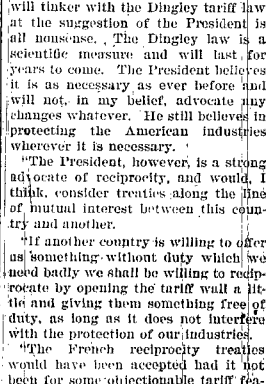 will tinker with the Dingley tariff law
at the suggestion of the President is
all nonsense. The Dingley law is a
scientific measure and will last for
years to come. The President believes
it is as necessary as ever before and
will not, in my belief, advocate any
changes whatever. He still believes in
protecting the American industries
wherever it is necessary.
"The President, however, is a strong
advocate of reciprocity, and would, I
think, consider treaties along the line
of mutual interest between this coun-
try and another.
"If another country is willing to offer
us something without duty which we
need badly we shall be willing to recip-
rocate by opening the tariff wall a lit-
tle and giving them something free of
duty, as long as it does not interfere
with the protection of our industries.
"The French reciprocity treaties
would have been accepted had it not
been for some objectionable tariff fea-